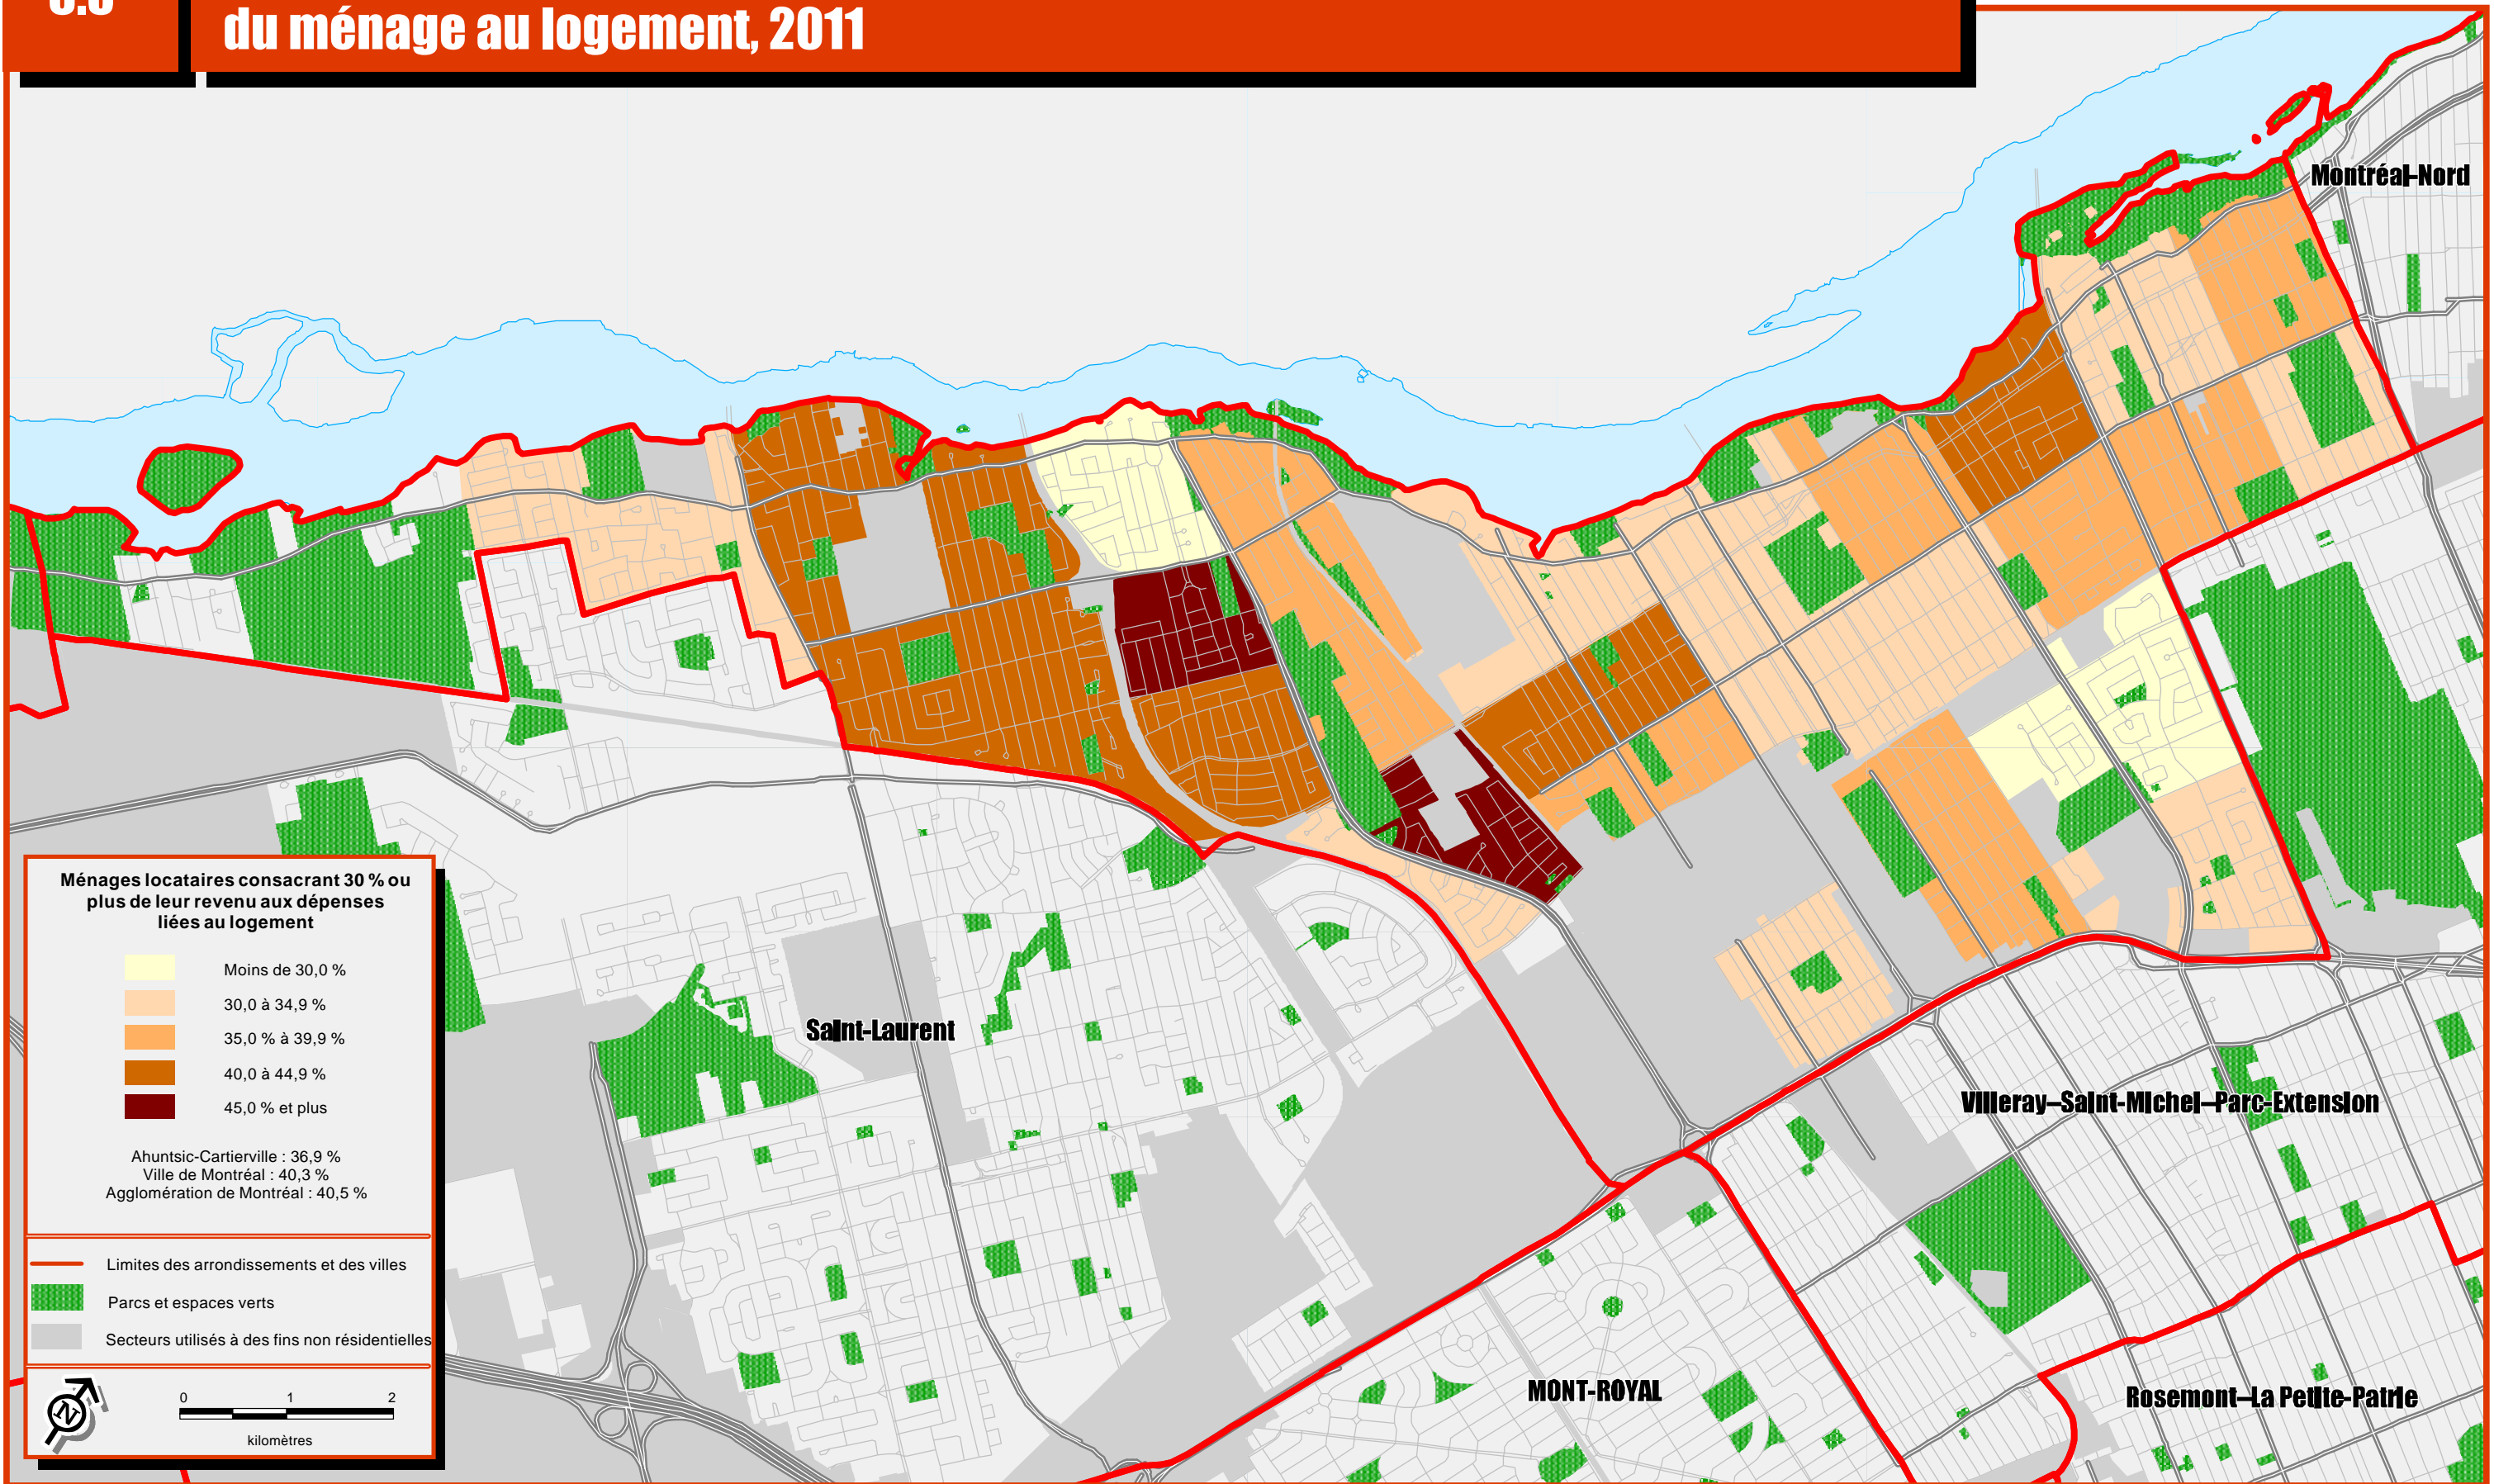 du ménage au logement, 2011
Montréal-Nord
Saint-Laurent
Villeray–Saint-Michel–Parc-Extension
MONT-ROYAL
Rosemont–La Petite-Patrie
Ménages locataires consacrant 30 % ou
plus de leur revenu aux dépenses
liées au logement
Moins de 30,0 %
30,0 à 34,9 %
35,0 % à 39,9 %
40,0 à 44,9 %
45,0 % et plus
Ahuntsic-Cartierville : 36,9 %
Ville de Montréal : 40,3 %
Agglomération de Montréal : 40,5 %
Limites des arrondissements et des villes
Parcs et espaces verts
Secteurs utilisés à des fins non résidentielles
N
0 1 2
kilomètres